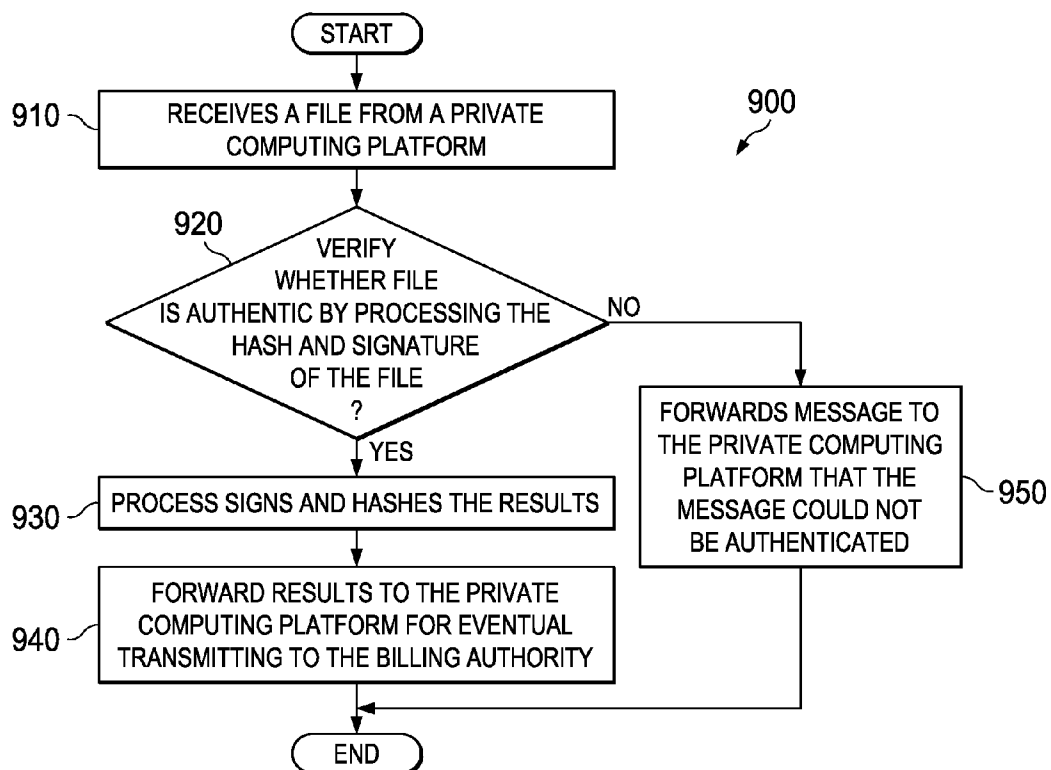 START
910
RECEIVES A FILE FROM A PRIVATE
COMPUTING PLATFORM
900
920
VERIFY
WHETHER FILE
IS AUTHENTIC BY PROCESSING THE
HASH AND SIGNATURE
OF THE FILE
?
NO
YES
FORWARDS MESSAGE TO
THE PRIVATE COMPUTING
PLATFORM THAT THE
MESSAGE COULD NOT
BE AUTHENTICATED
950
930
PROCESS SIGNS AND HASHES THE RESULTS
940
FORWARD RESULTS TO THE PRIVATE
COMPUTING PLATFORM FOR EVENTUAL
TRANSMITTING TO THE BILLING AUTHORITY
END